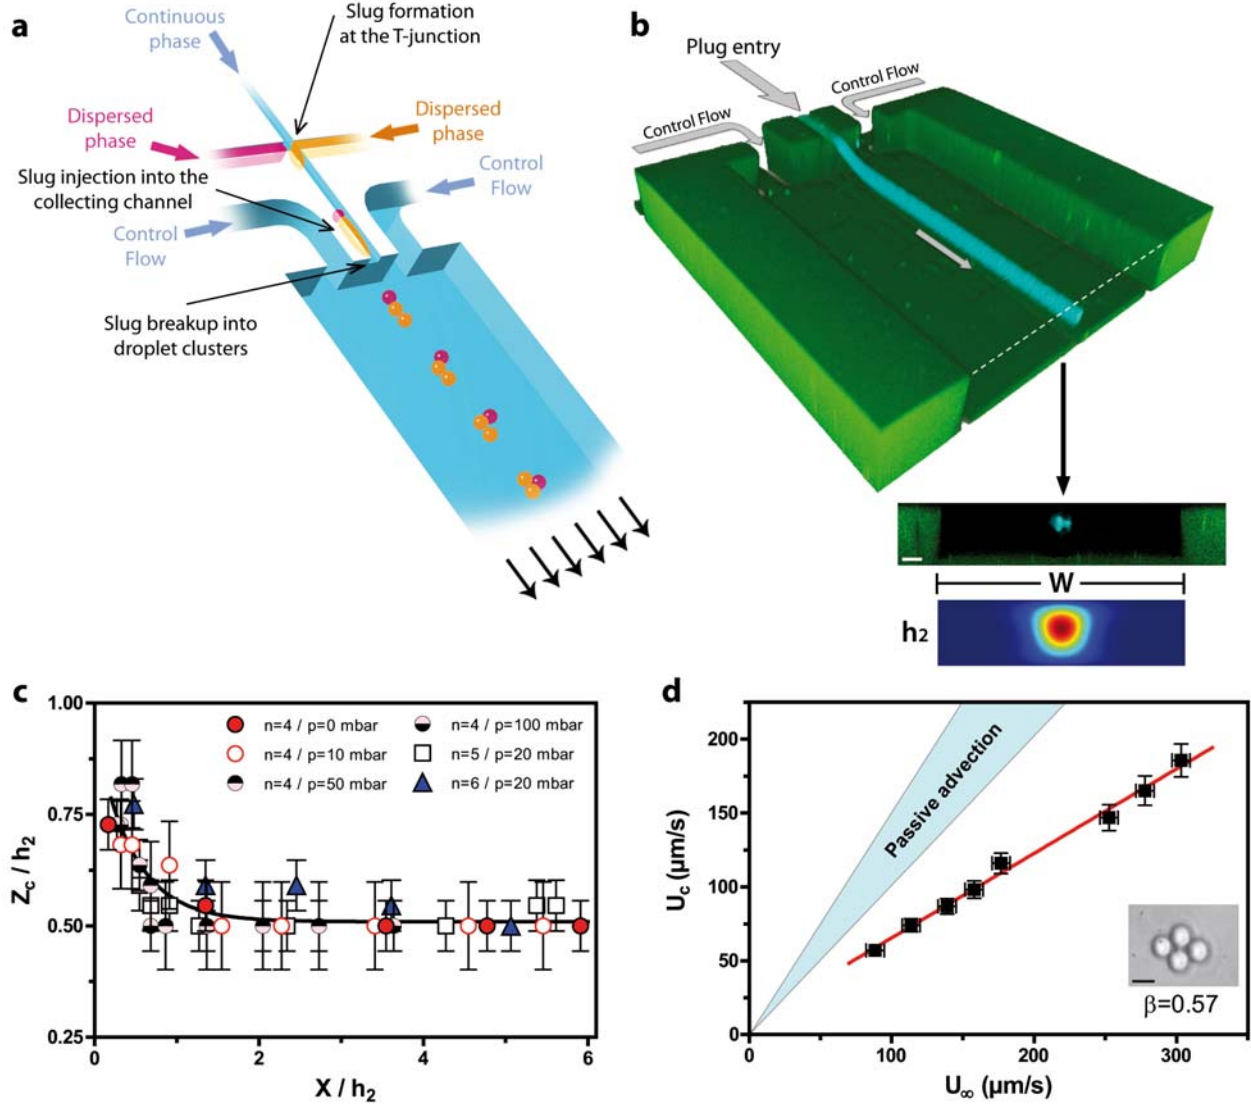 a
Continuous
phase
Slug formation
at the T-junction
Dispersed
phase
Dispersed
phase
Slug injection into the
collecting channel
Control
Flow
Control
Flow
Slug breakup into
droplet clusters
b
Plug entry
Control Flow
Control Flow
W
h2
c
1.00
0.75
0.50
0.25
Zc / h2
n=4 / p=0 mbar
n=4 / p=10 mbar
n=4 / p=50 mbar
n=4 / p=100 mbar
n=5 / p=20 mbar
n=6 / p=20 mbar
0 2 4 6
X / h2
d
200
150
100
50
0
Uc (μm/s)
Passive advection
β=0.57
0 100 200 300
U∞ (μm/s)